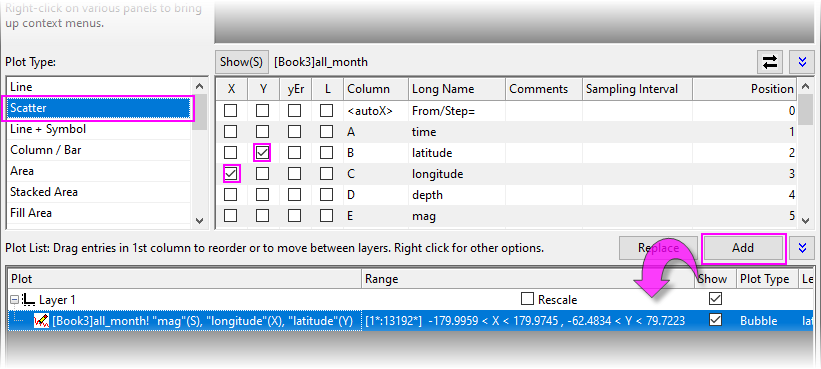 Right-click on various panels to bring
up context menus.
Plot Type:
Show(S) [Book3]all_month
Line
Scatter
Line + Symbol
Column / Bar
Area
Stacked Area
Fill Area
X Y yEr L Column Long Name Comments Sampling Interval Position
<autoX> From/Step= 0
A time 1
B latitude 2
C longitude 3
D depth 4
E mag 5
Plot List: Drag entries in 1st column to reorder or to move between layers. Right click for other options.
Replace Add
Plot Range Show Plot Type Le
Layer 1 Rescale
[Book3]all_month! "mag"(S), "longitude"(X), "latitude"(Y) [1*:13192*] -179.9959 < X < 179.9745 , -62.4834 < Y < 79.7223 Bubble lat